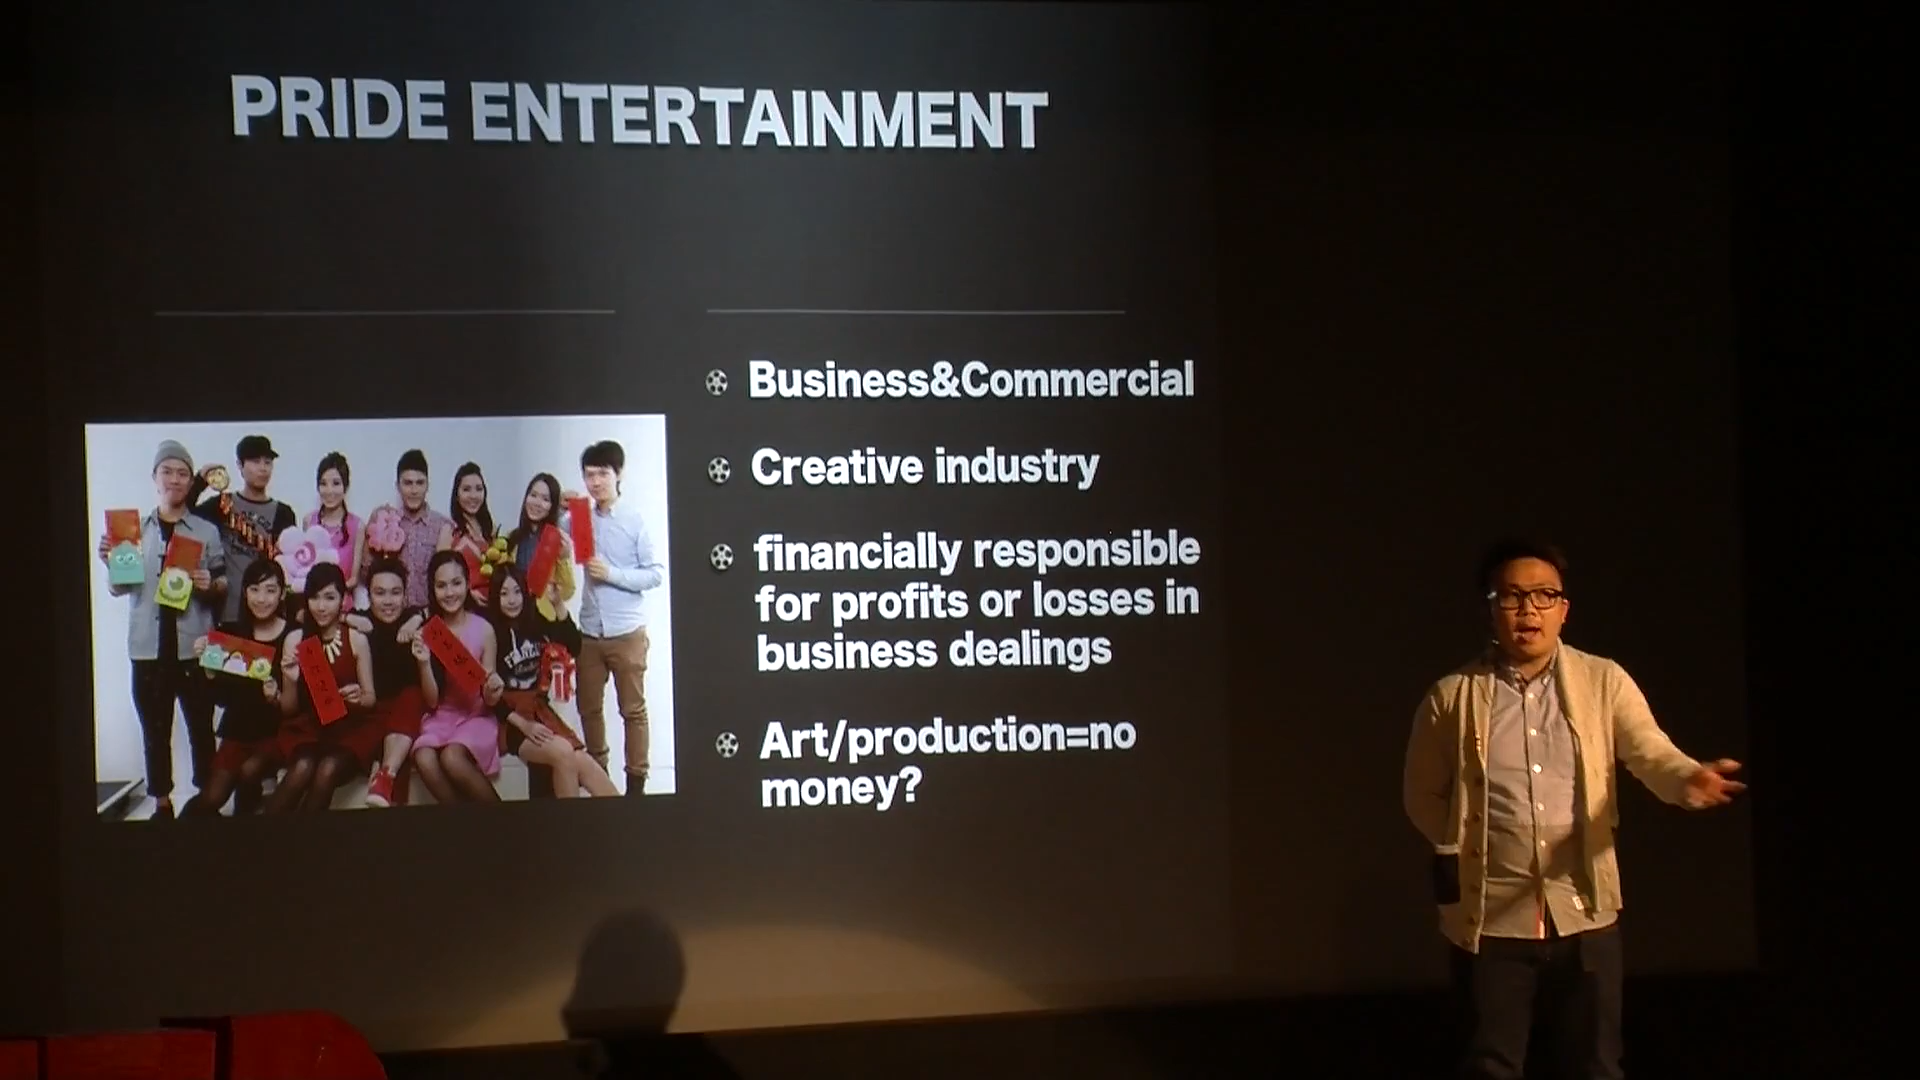 PRIDE ENTERTAINMENT
Business&Commercial
Creative industry
financially responsible
for profits or losses in
business dealings
Art/production=no
money?